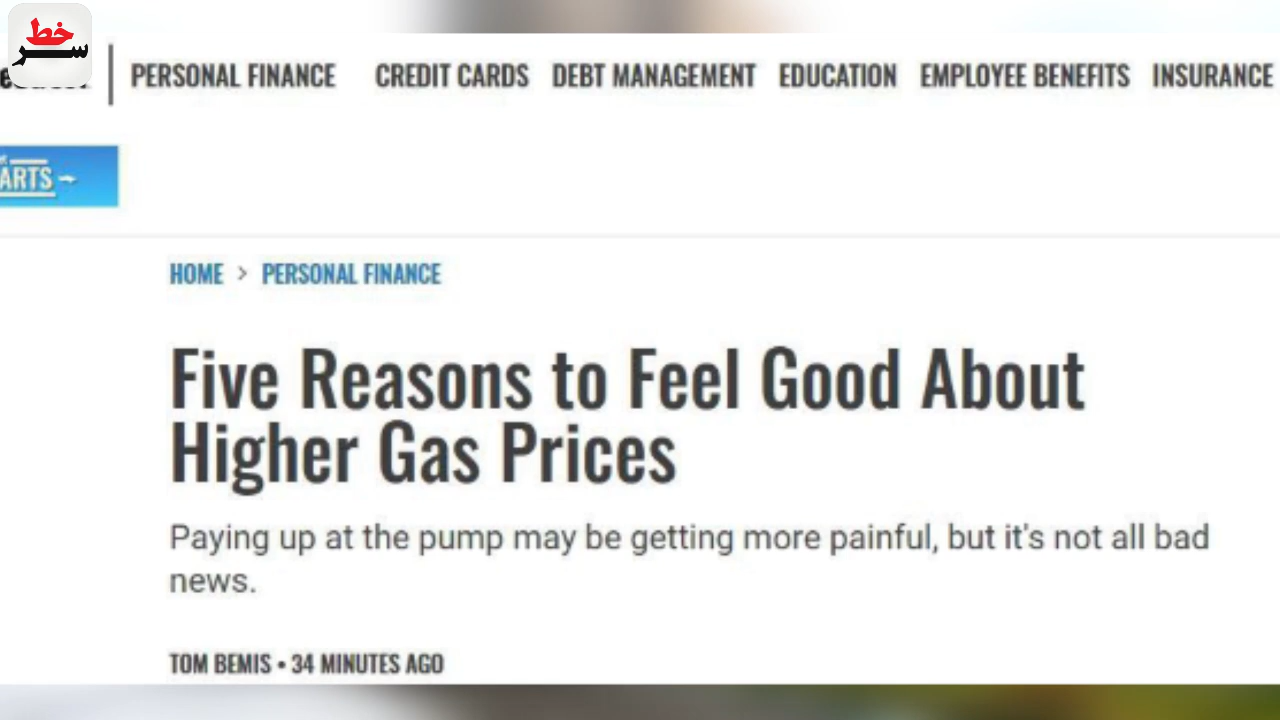 خط
سر
PERSONAL FINANCE CREDIT CARDS DEBT MANAGEMENT EDUCATION EMPLOYEE BENEFITS INSURANCE
ARTS
HOME > PERSONAL FINANCE
Five Reasons to Feel Good About
Higher Gas Prices
Paying up at the pump may be getting more painful, but it's not all bad
news.
TOM BEMIS • 34 MINUTES AGO